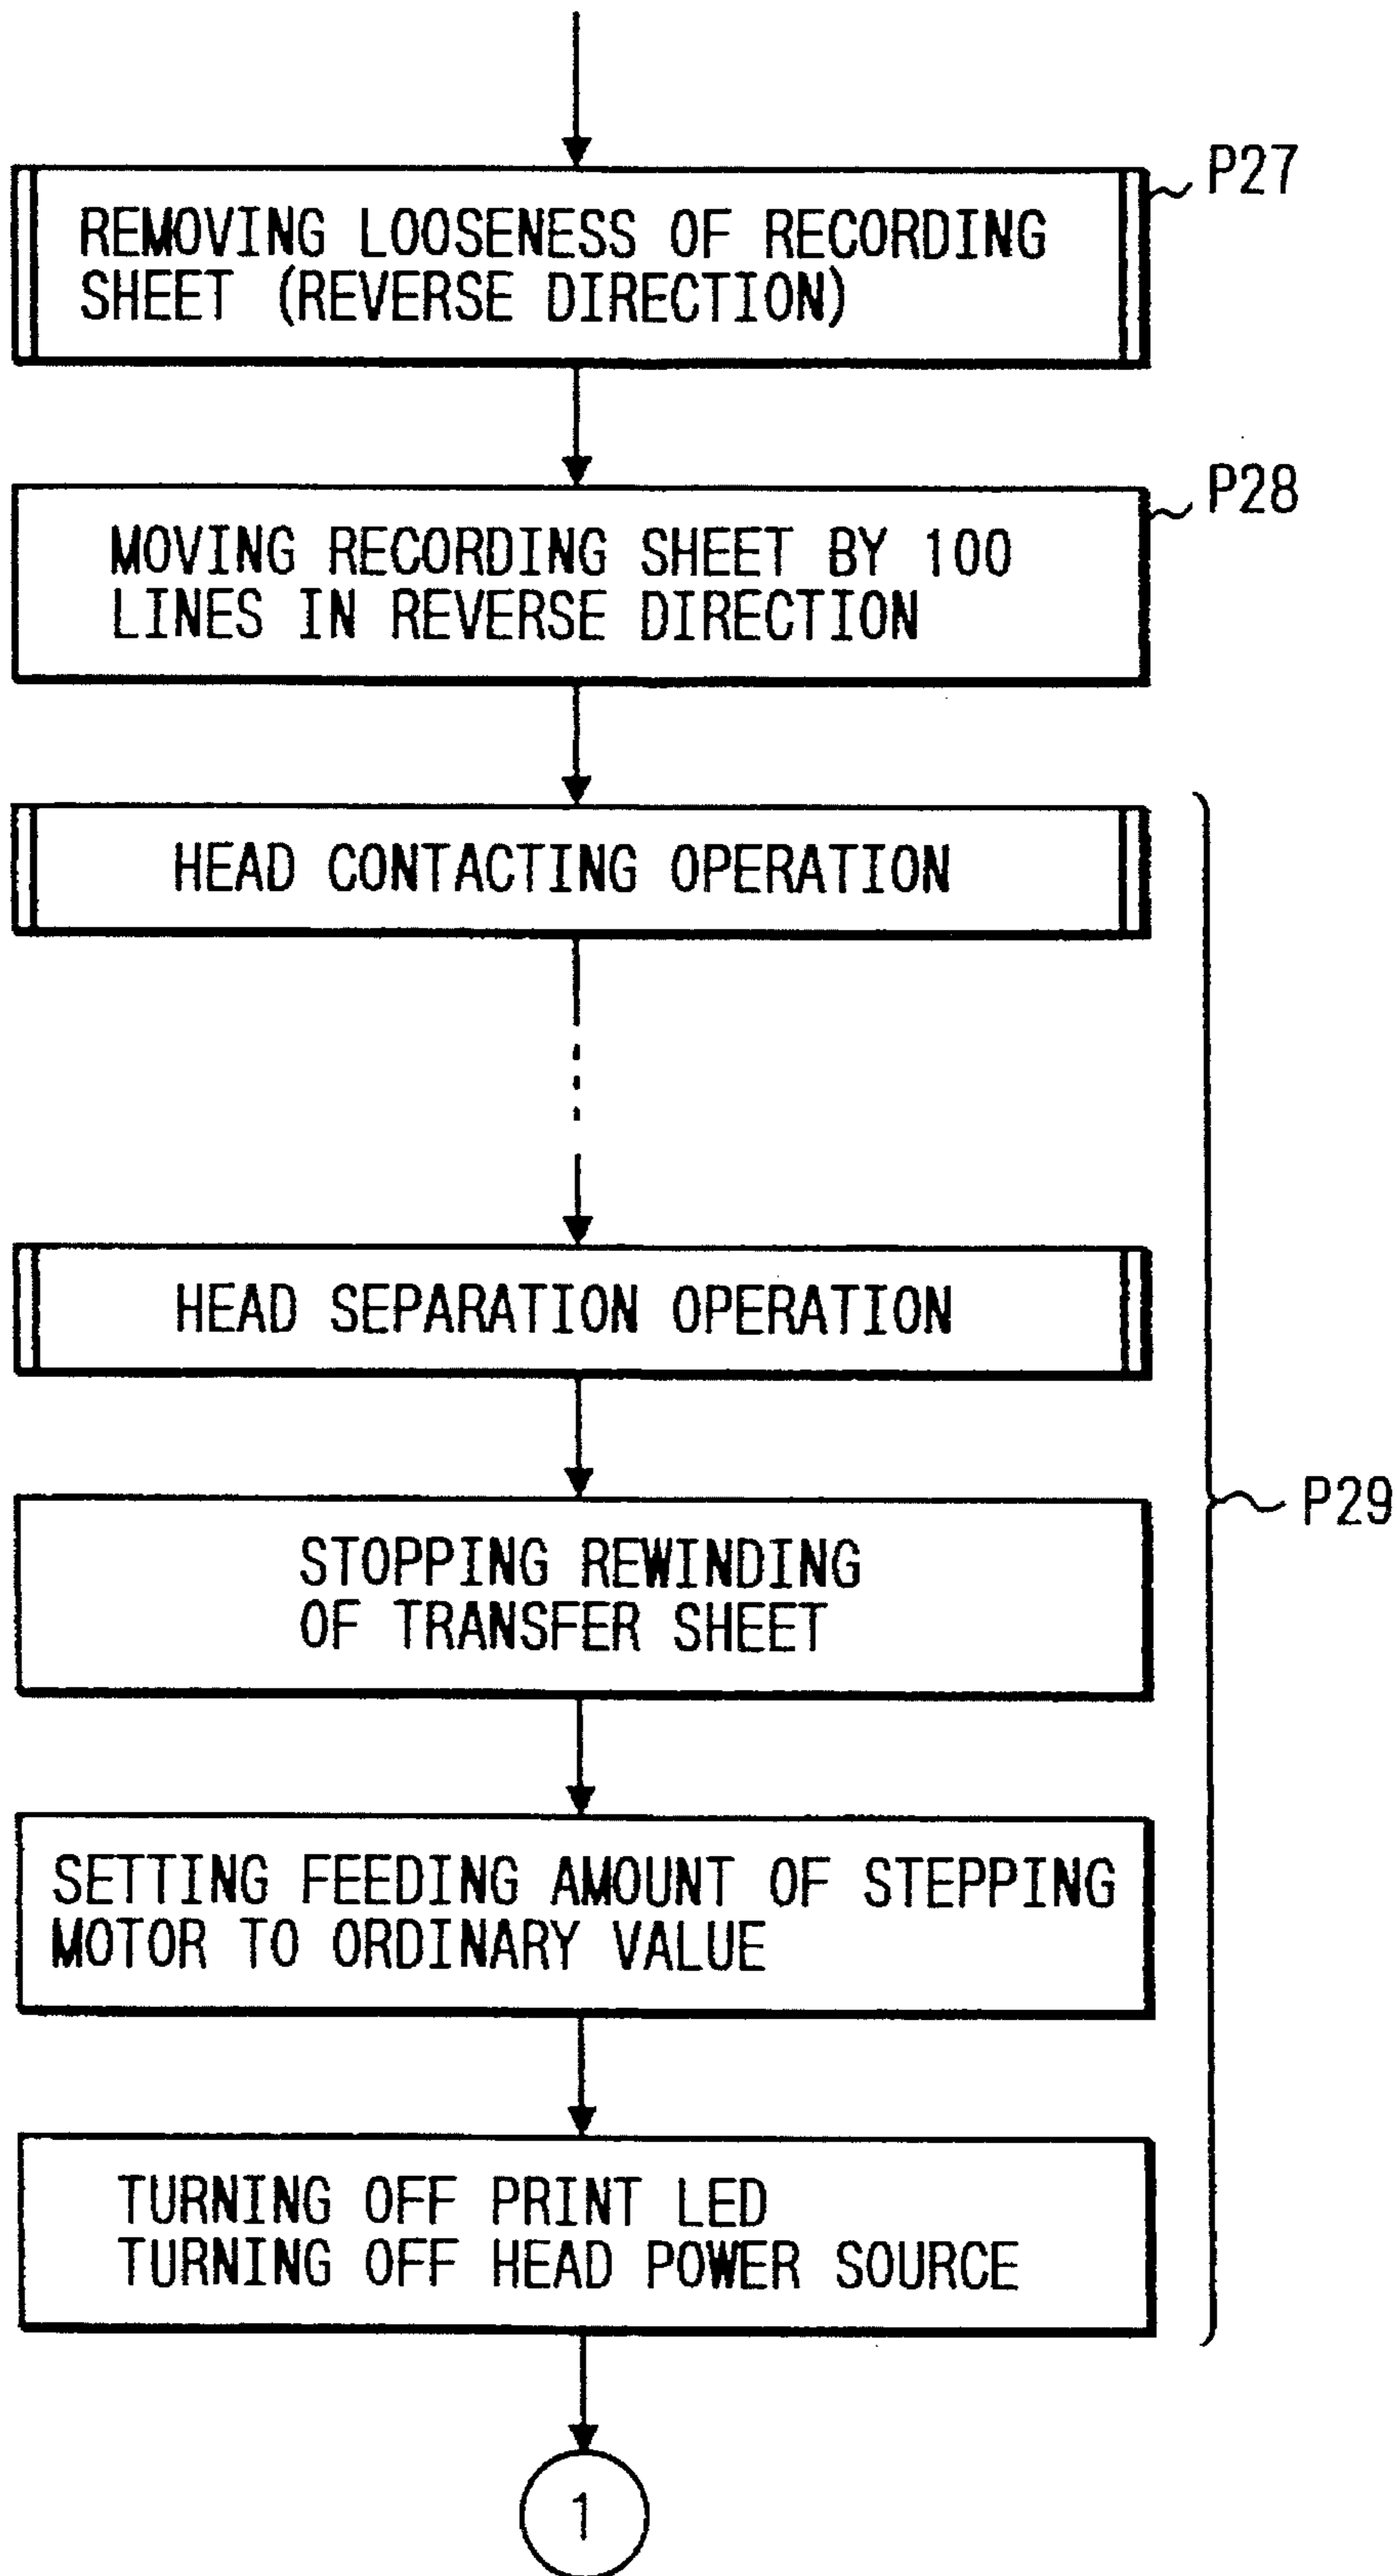 P27
REMOVING LOOSENESS OF RECORDING
SHEET (REVERSE DIRECTION)
P28
MOVING RECORDING SHEET BY 100
LINES IN REVERSE DIRECTION
HEAD CONTACTING OPERATION
HEAD SEPARATION OPERATION
P29
STOPPING REWINDING
OF TRANSFER SHEET
SETTING FEEDING AMOUNT OF STEPPING
MOTOR TO ORDINARY VALUE
TURNING OFF PRINT LED
TURNING OFF HEAD POWER SOURCE
1